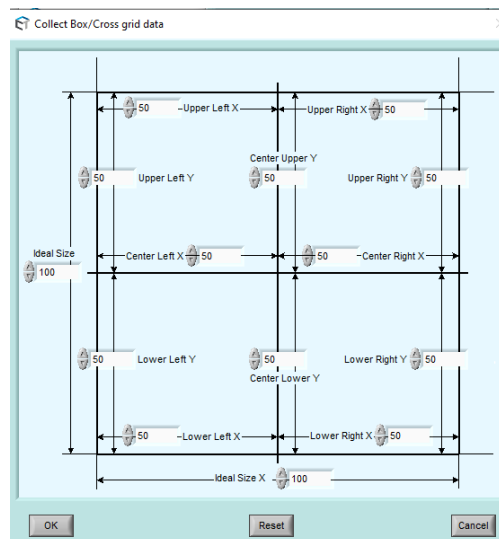 Collect Box/Cross grid data
50 Upper Left X Upper Right X 50
Center Upper Y
50 Upper Left Y 50 Upper Right Y 50
Ideal Size
100
Center Left X 50 50 Center Right X
50 Lower Left Y 50 Lower Right Y 50
Center Lower Y
50 Lower Left X Lower Right X 50
Ideal Size X 100
OK Reset Cancel